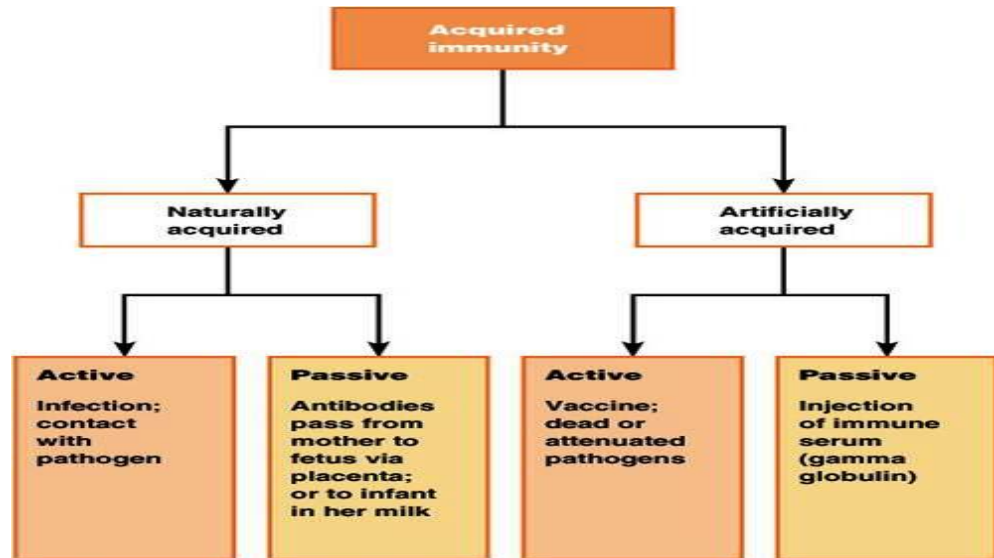 Acquired
immunity
Naturally
acquired
Artificially
acquired
Active
Infection;
contact
with
pathogen
Passive
Antibodies
pass from
mother to
fetus via
placenta;
or to infant
in her milk
Active
Vaccine;
dead or
attenuated
pathogens
Passive
Injection
of immune
serum
(gamma
globulin)